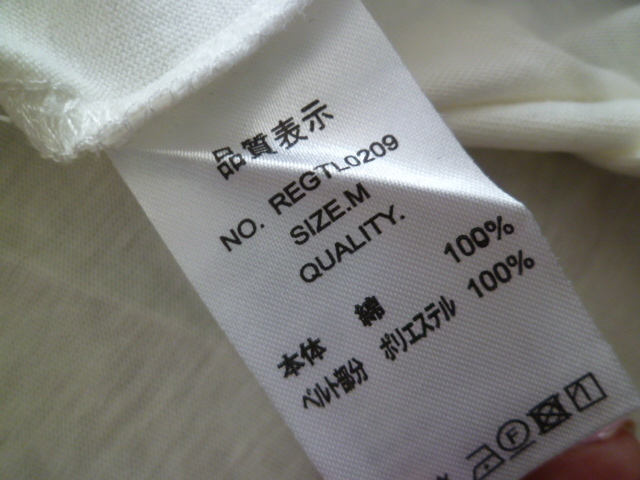 品質表示
NO. REGTL0209
SIZE.M
QUALITY.
本体 綿 100%
ベルト部分 ポリエステル 100%